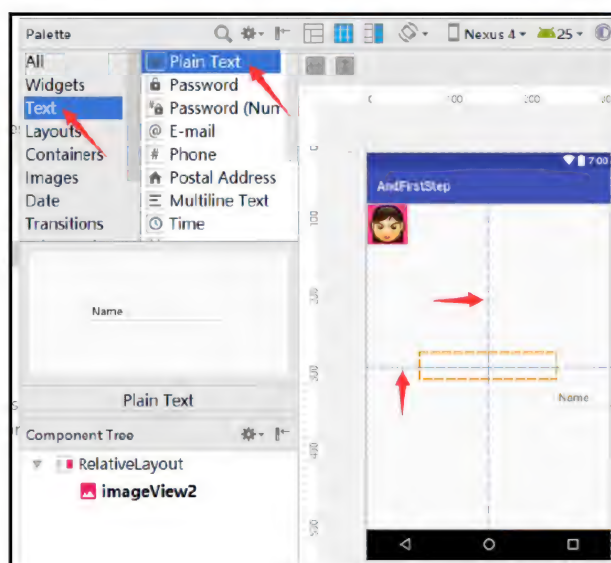 Palette
Nexus 4
25
All
Widgets
Text
Layouts
Containers
Images
Date
Transitions
Plain Text
Password
Password (Num
E-mail
Phone
Postal Address
Multiline Text
Time
Name
Plain Text
Component Tree
RelativeLayout
imageView2
0
100
200
0
100
200
300
400
500
7:00
AndFirstStep
Name